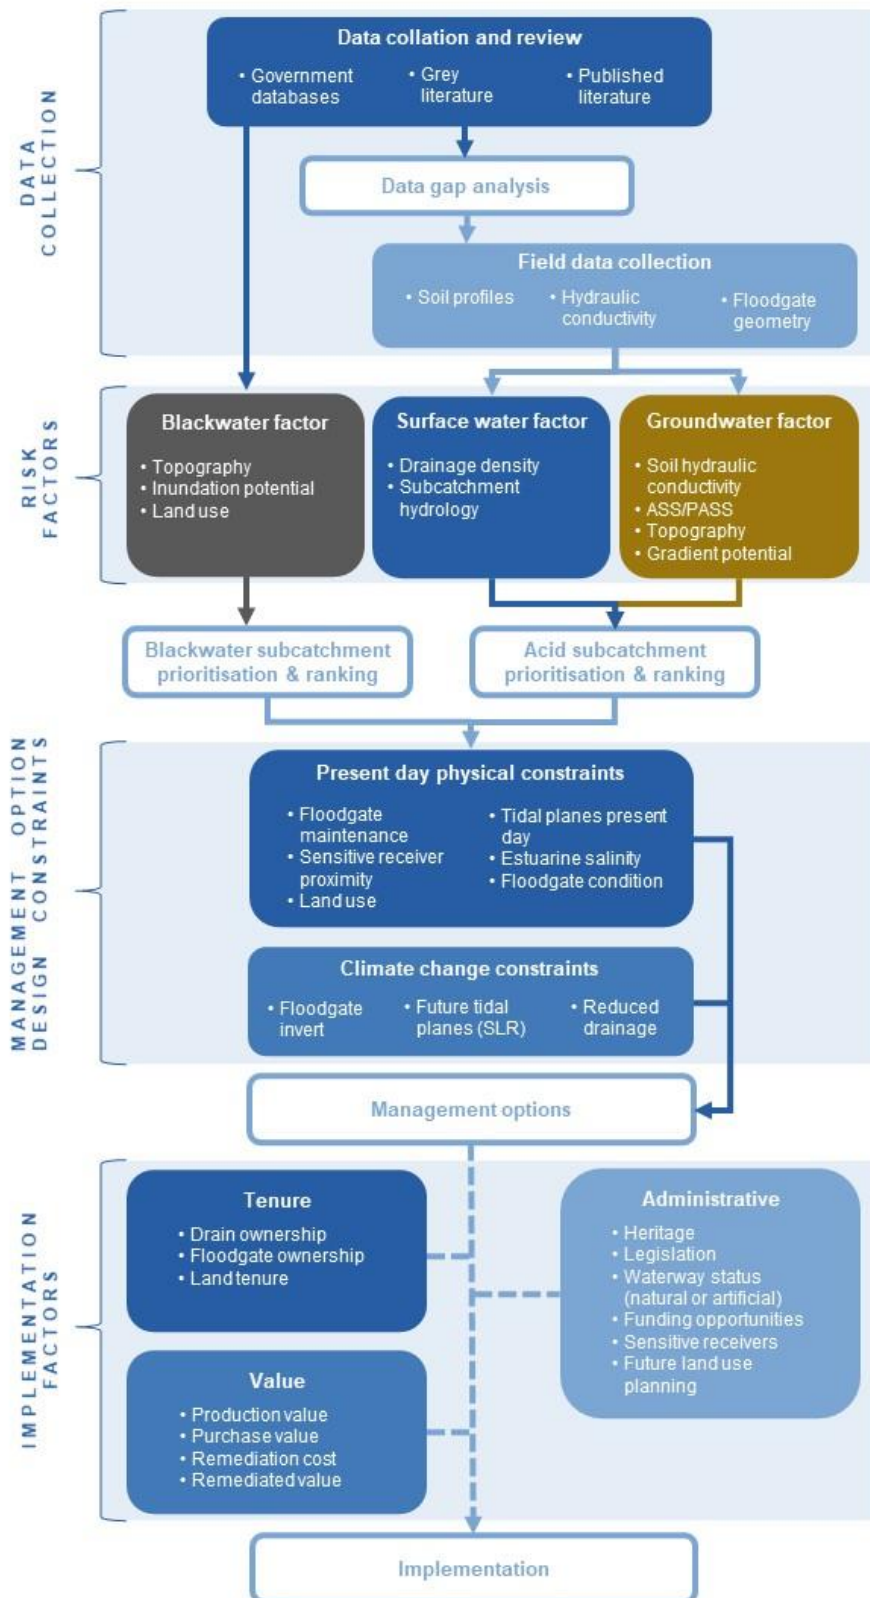 DATA
COLLECTION
Data collation and review
• Government
databases
• Grey
literature
• Published
literature
Data gap analysis
Field data collection
• Soil profiles
• Hydraulic
conductivity
• Floodgate
geometry
RISK
FACTORS
Blackwater factor
• Topography
• Inundation potential
• Land use
Surface water factor
• Drainage density
• Subcatchment
hydrology
Groundwater factor
• Soil hydraulic
conductivity
• ASS/PASS
• Topography
• Gradient potential
Blackwater subcatchment
prioritisation & ranking
Acid subcatchment
prioritisation & ranking
MANAGEMENT OPTION
DESIGN CONSTRAINTS
Present day physical constraints
• Floodgate
maintenance
• Sensitive receiver
proximity
• Land use
• Tidal planes present
day
• Estuarine salinity
• Floodgate condition
Climate change constraints
• Floodgate
invert
• Future tidal
planes (SLR)
• Reduced
drainage
Management options
IMPLEMENTATION
FACTORS
Tenure
• Drain ownership
• Floodgate ownership
• Land tenure
Administrative
• Heritage
• Legislation
• Waterway status
(natural or artificial)
• Funding opportunities
• Sensitive receivers
• Future land use
planning
Value
• Production value
• Purchase value
• Remediation cost
• Remediated value
Implementation